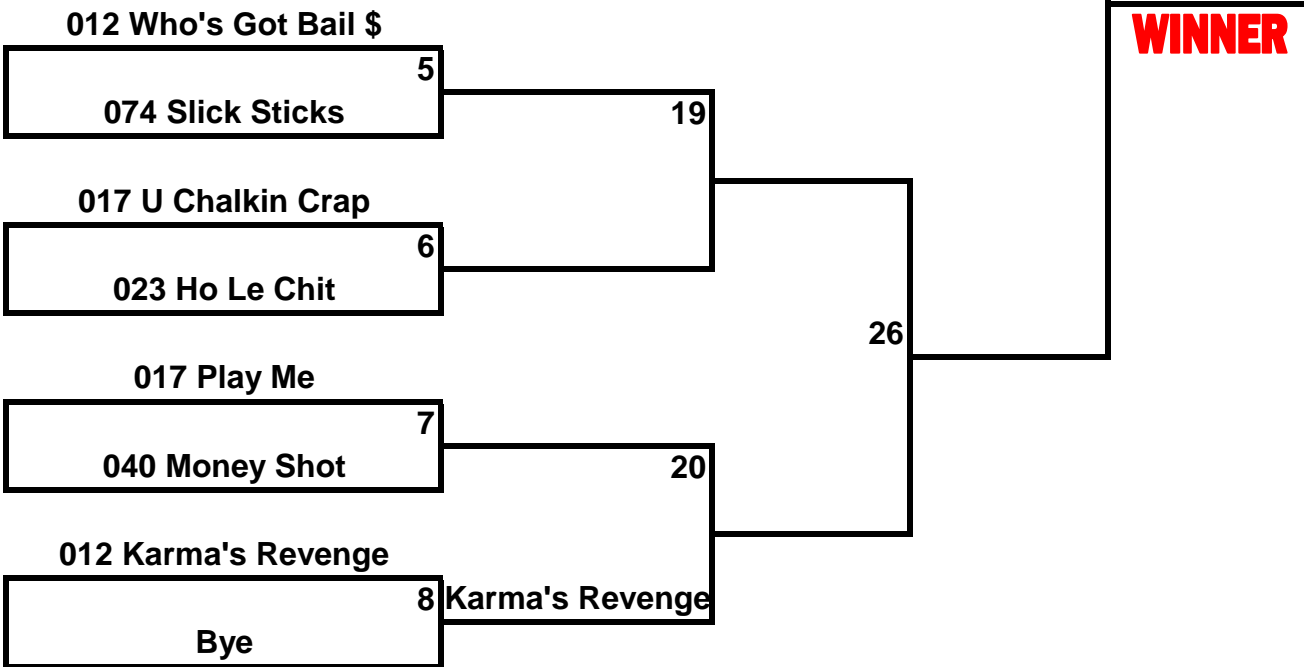 012 Who's Got Bail $
WINNER
5
074 Slick Sticks
19
017 U Chalkin Crap
6
023 Ho Le Chit
26
017 Play Me
7
040 Money Shot
20
012 Karma's Revenge
8 Karma's Revenge
Bye